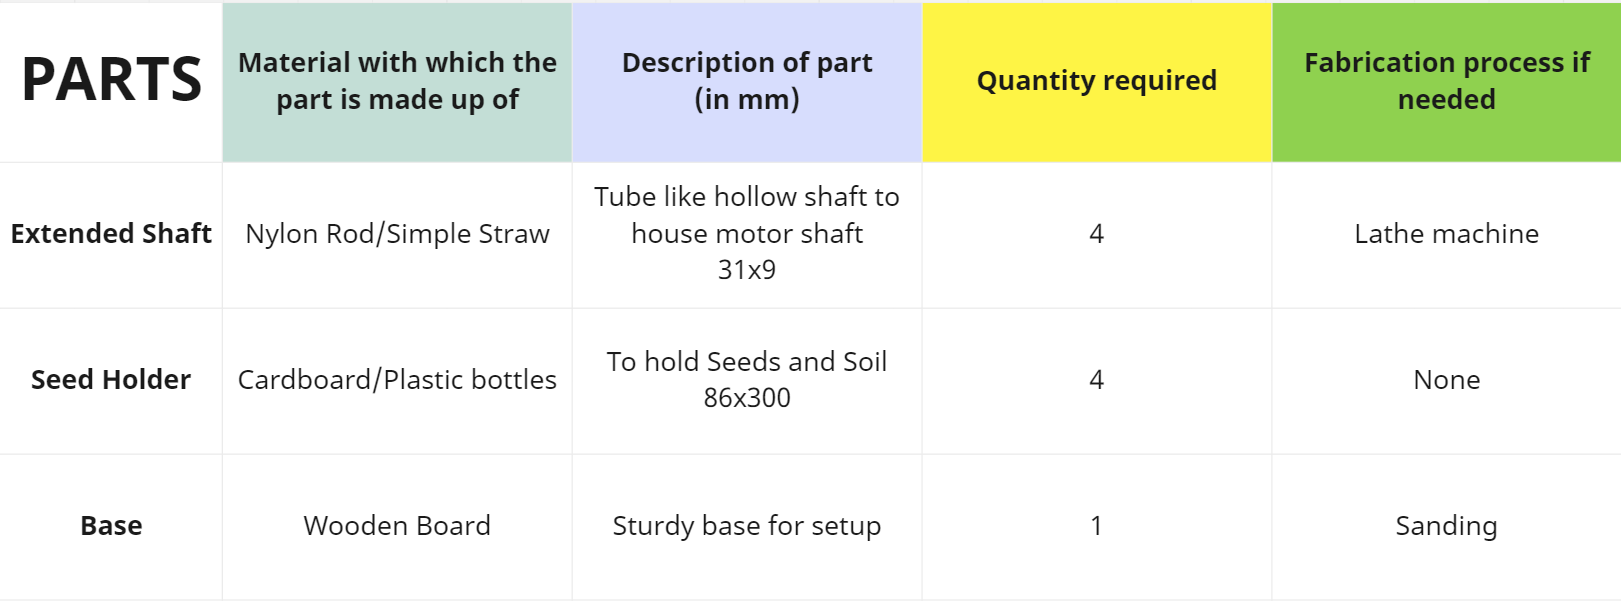 PARTS
Material with which the
part is made up of
Description of part
(in mm)
Quantity required
Fabrication process if
needed
Extended Shaft
Nylon Rod/Simple Straw
Tube like hollow shaft to
house motor shaft
31x9
4
Lathe machine
Seed Holder
Cardboard/Plastic bottles
To hold Seeds and Soil
86x300
4
None
Base
Wooden Board
Sturdy base for setup
1
Sanding